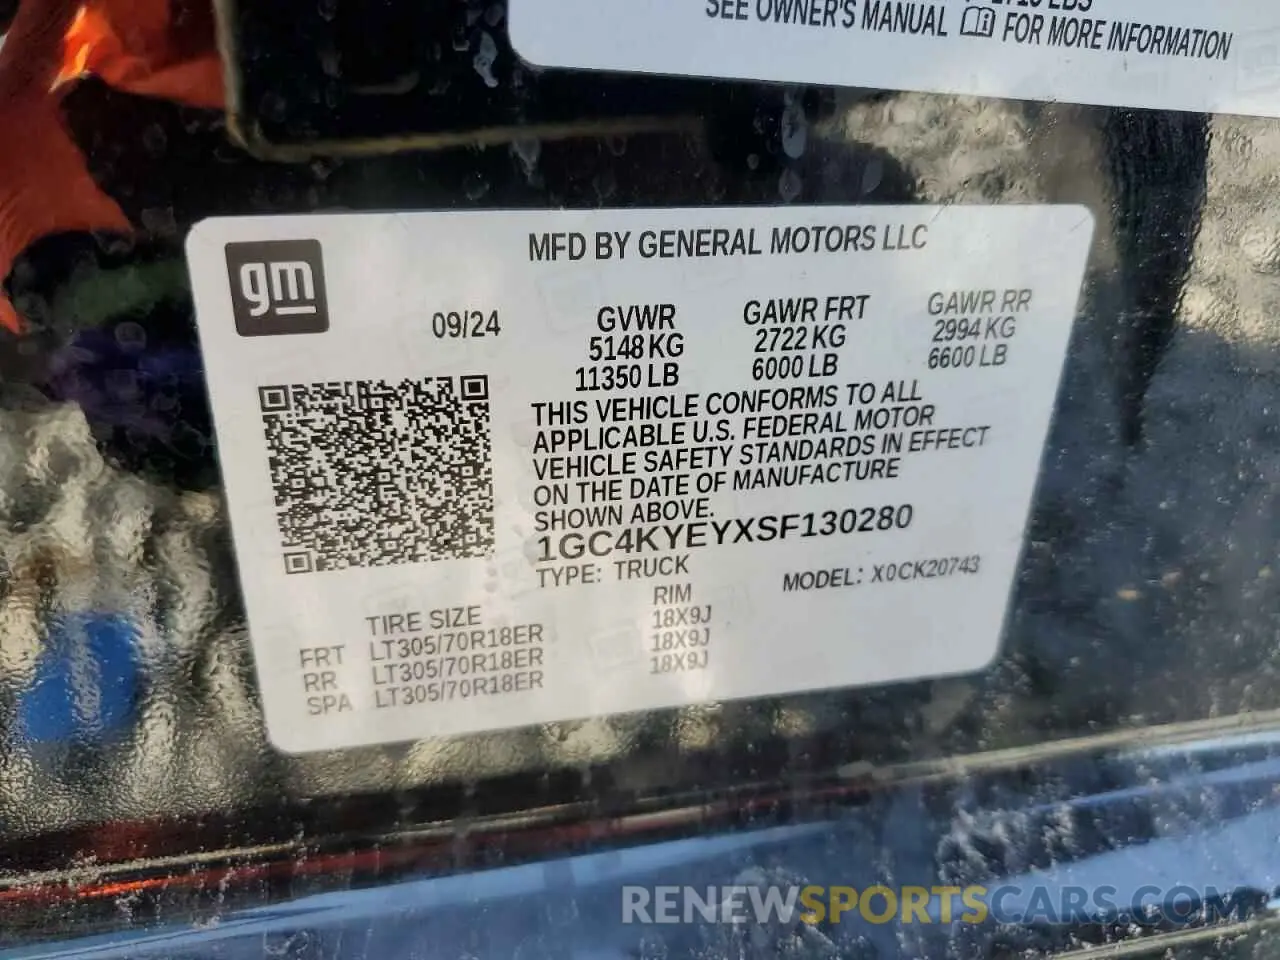 LBS
SEE OWNER'S MANUAL FOR MORE INFORMATION
gm
MFD BY GENERAL MOTORS LLC
09/24 GVWR GAWR FRT GAWR RR
5148 KG 2722 KG 2994 KG
11350 LB 6000 LB 6600 LB
THIS VEHICLE CONFORMS TO ALL
APPLICABLE U.S. FEDERAL MOTOR
VEHICLE SAFETY STANDARDS IN EFFECT
ON THE DATE OF MANUFACTURE
SHOWN ABOVE.
1GC4KYEYXSF130280
TYPE: TRUCK MODEL: X0CK20743
TIRE SIZE RIM
FRT LT305/70R18ER 18X9J
RR LT305/70R18ER 18X9J
SPA LT305/70R18ER 18X9J
RENEWSPORTSCARS.COM